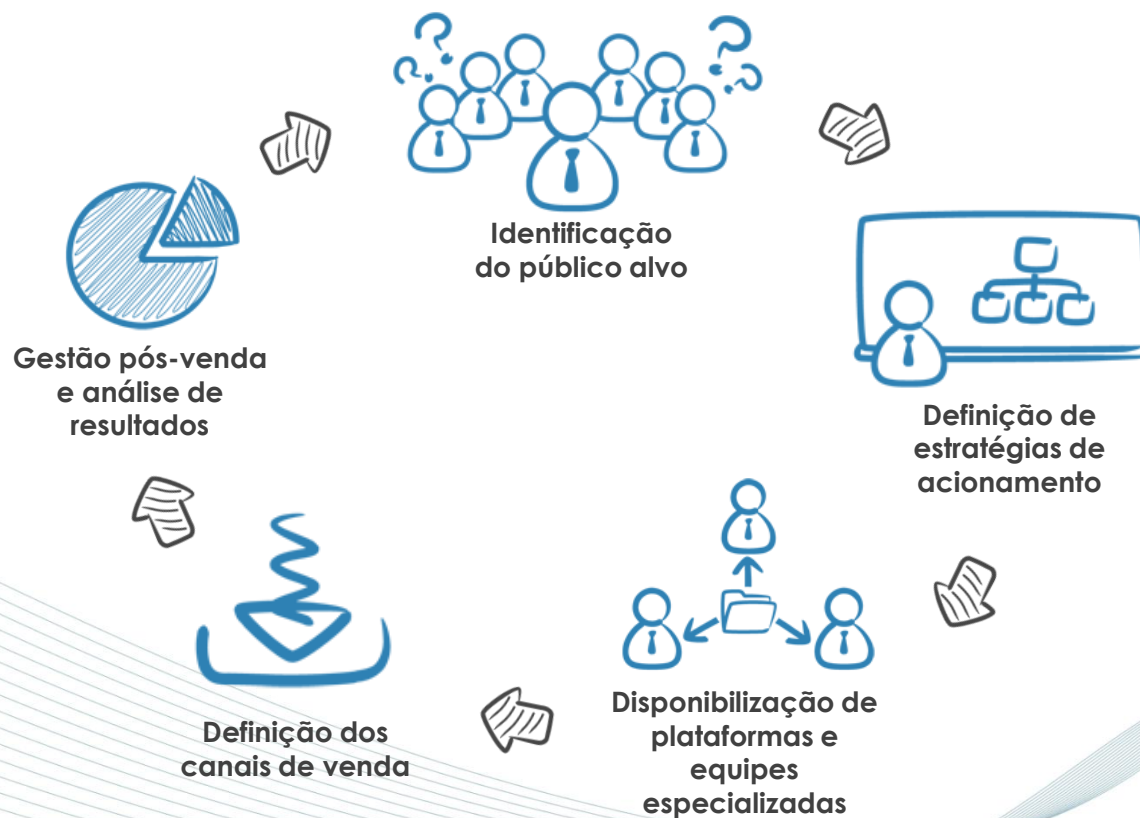 Identificação
do público alvo
Definição de
estratégias de
acionamento
Disponibilização de
plataformas e
equipes
especializadas
Definição dos
canais de venda
Gestão pós-venda
e análise de
resultados